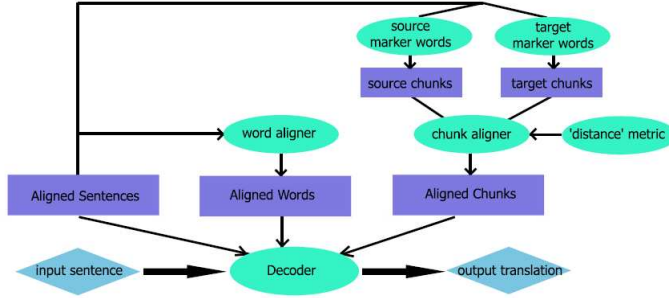 source
marker words
target
marker words
source chunks
target chunks
word aligner
chunk aligner
'distance' metric
Aligned Sentences
Aligned Words
Aligned Chunks
input sentence
Decoder
output translation